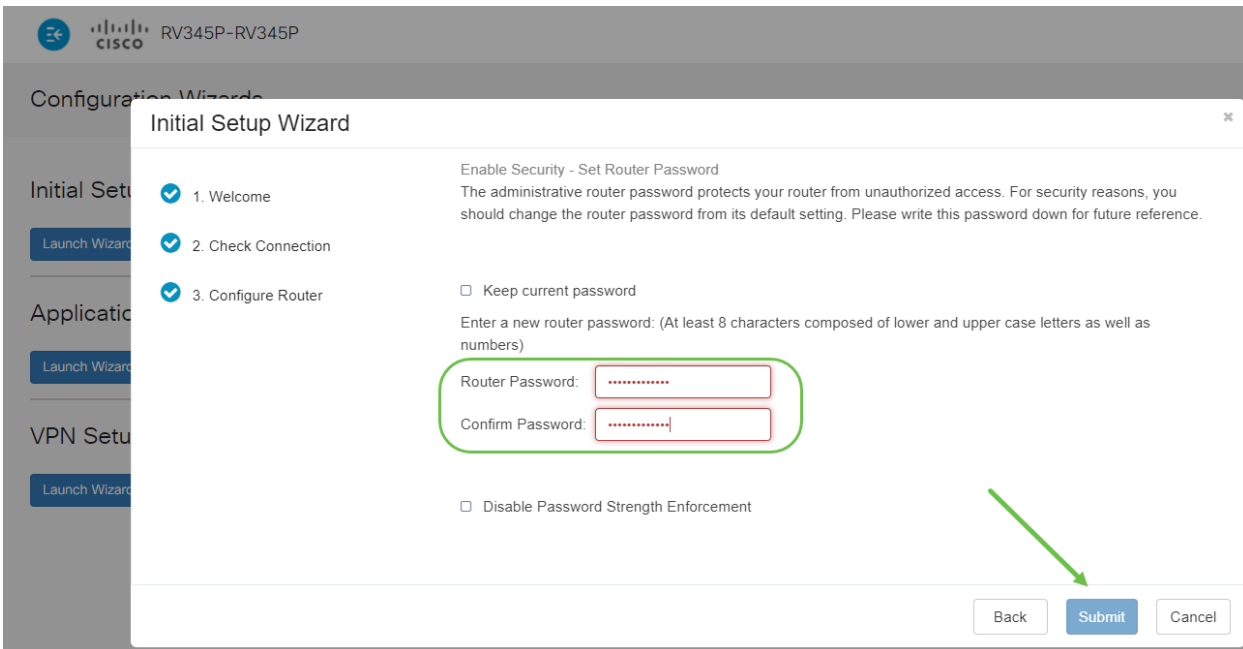 CISCO RV345P-RV345P
Configuration Wizards
Initial Setup Wizard
Initial Setu
Launch Wizard
Applicatio
Launch Wizard
VPN Setu
Launch Wizard
1. Welcome
2. Check Connection
3. Configure Router
Enable Security - Set Router Password
The administrative router password protects your router from unauthorized access. For security reasons, you
should change the router password from its default setting. Please write this password down for future reference.
Keep current password
Enter a new router password: (At least 8 characters composed of lower and upper case letters as well as
numbers)
Router Password: •••••••••••••
Confirm Password: •••••••••••••
Disable Password Strength Enforcement
Back Submit Cancel